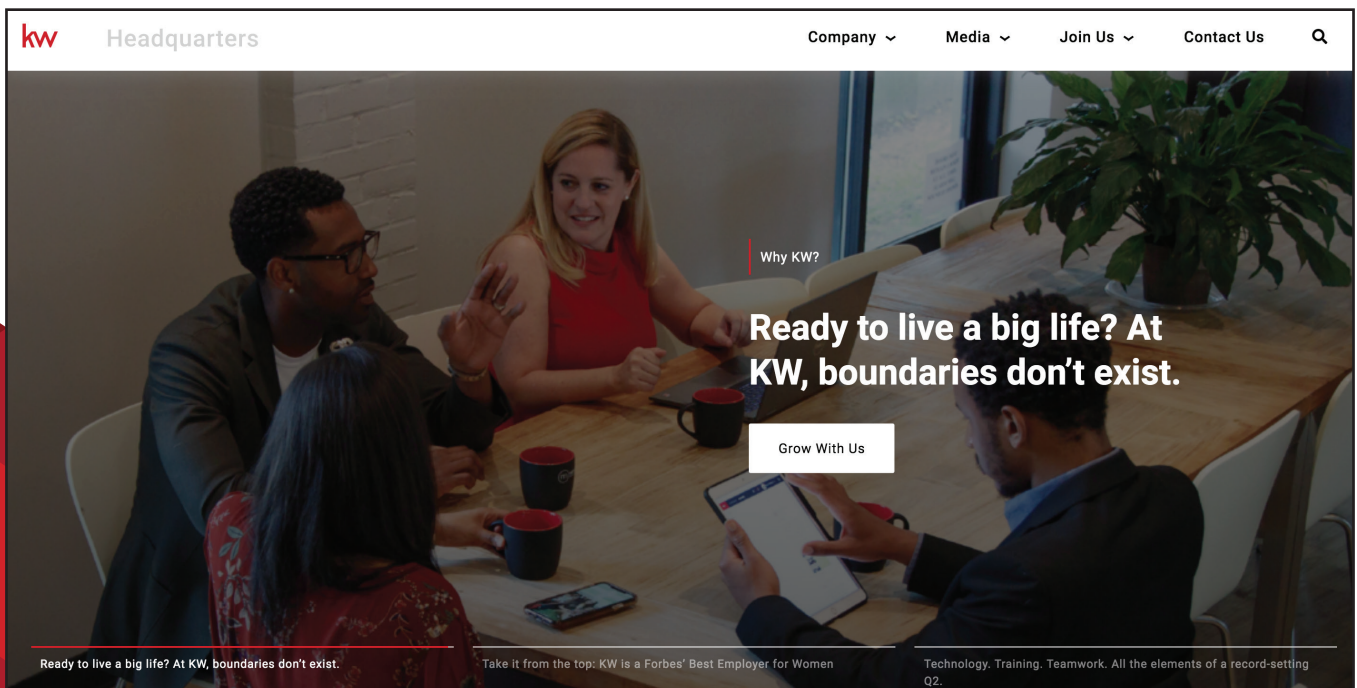 kw Headquarters Company Media Join Us Contact Us
Why KW?
Ready to live a big life? At
KW, boundaries don’t exist.
Grow With Us
Ready to live a big life? At KW, boundaries don’t exist.
Take it from the top: KW is a Forbes’ Best Employer for Women
Technology. Training. Teamwork. All the elements of a record-setting
Q2.